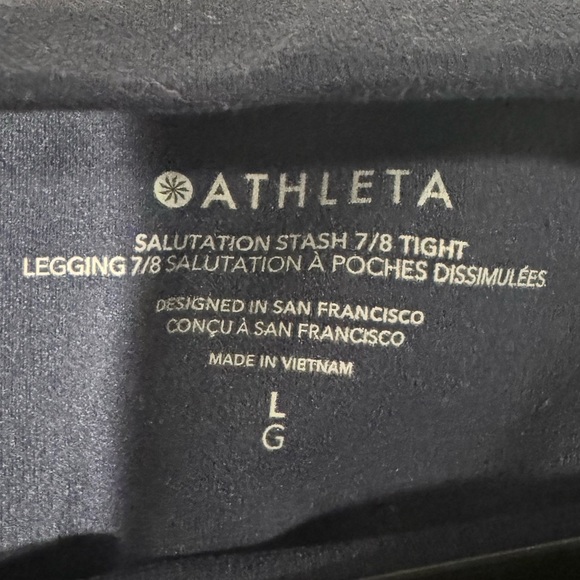 ATHLETA
SALUTATION STASH 7/8 TIGHT
LEGGING 7/8 SALUTATION À POCHES DISSIMULÉES
DESIGNED IN SAN FRANCISCO
CONÇU À SAN FRANCISCO
MADE IN VIETNAM
L
G